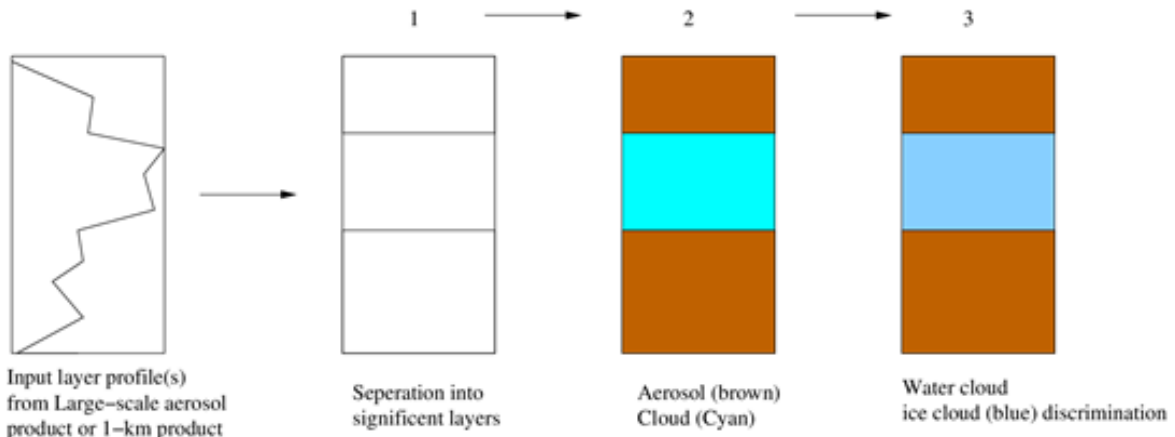 1
2
3
Input layer profile(s)
from Large-scale aerosol
product or 1-km product
Seperation into
significent layers
Aerosol (brown)
Cloud (Cyan)
Water cloud
ice cloud (blue) discrimination